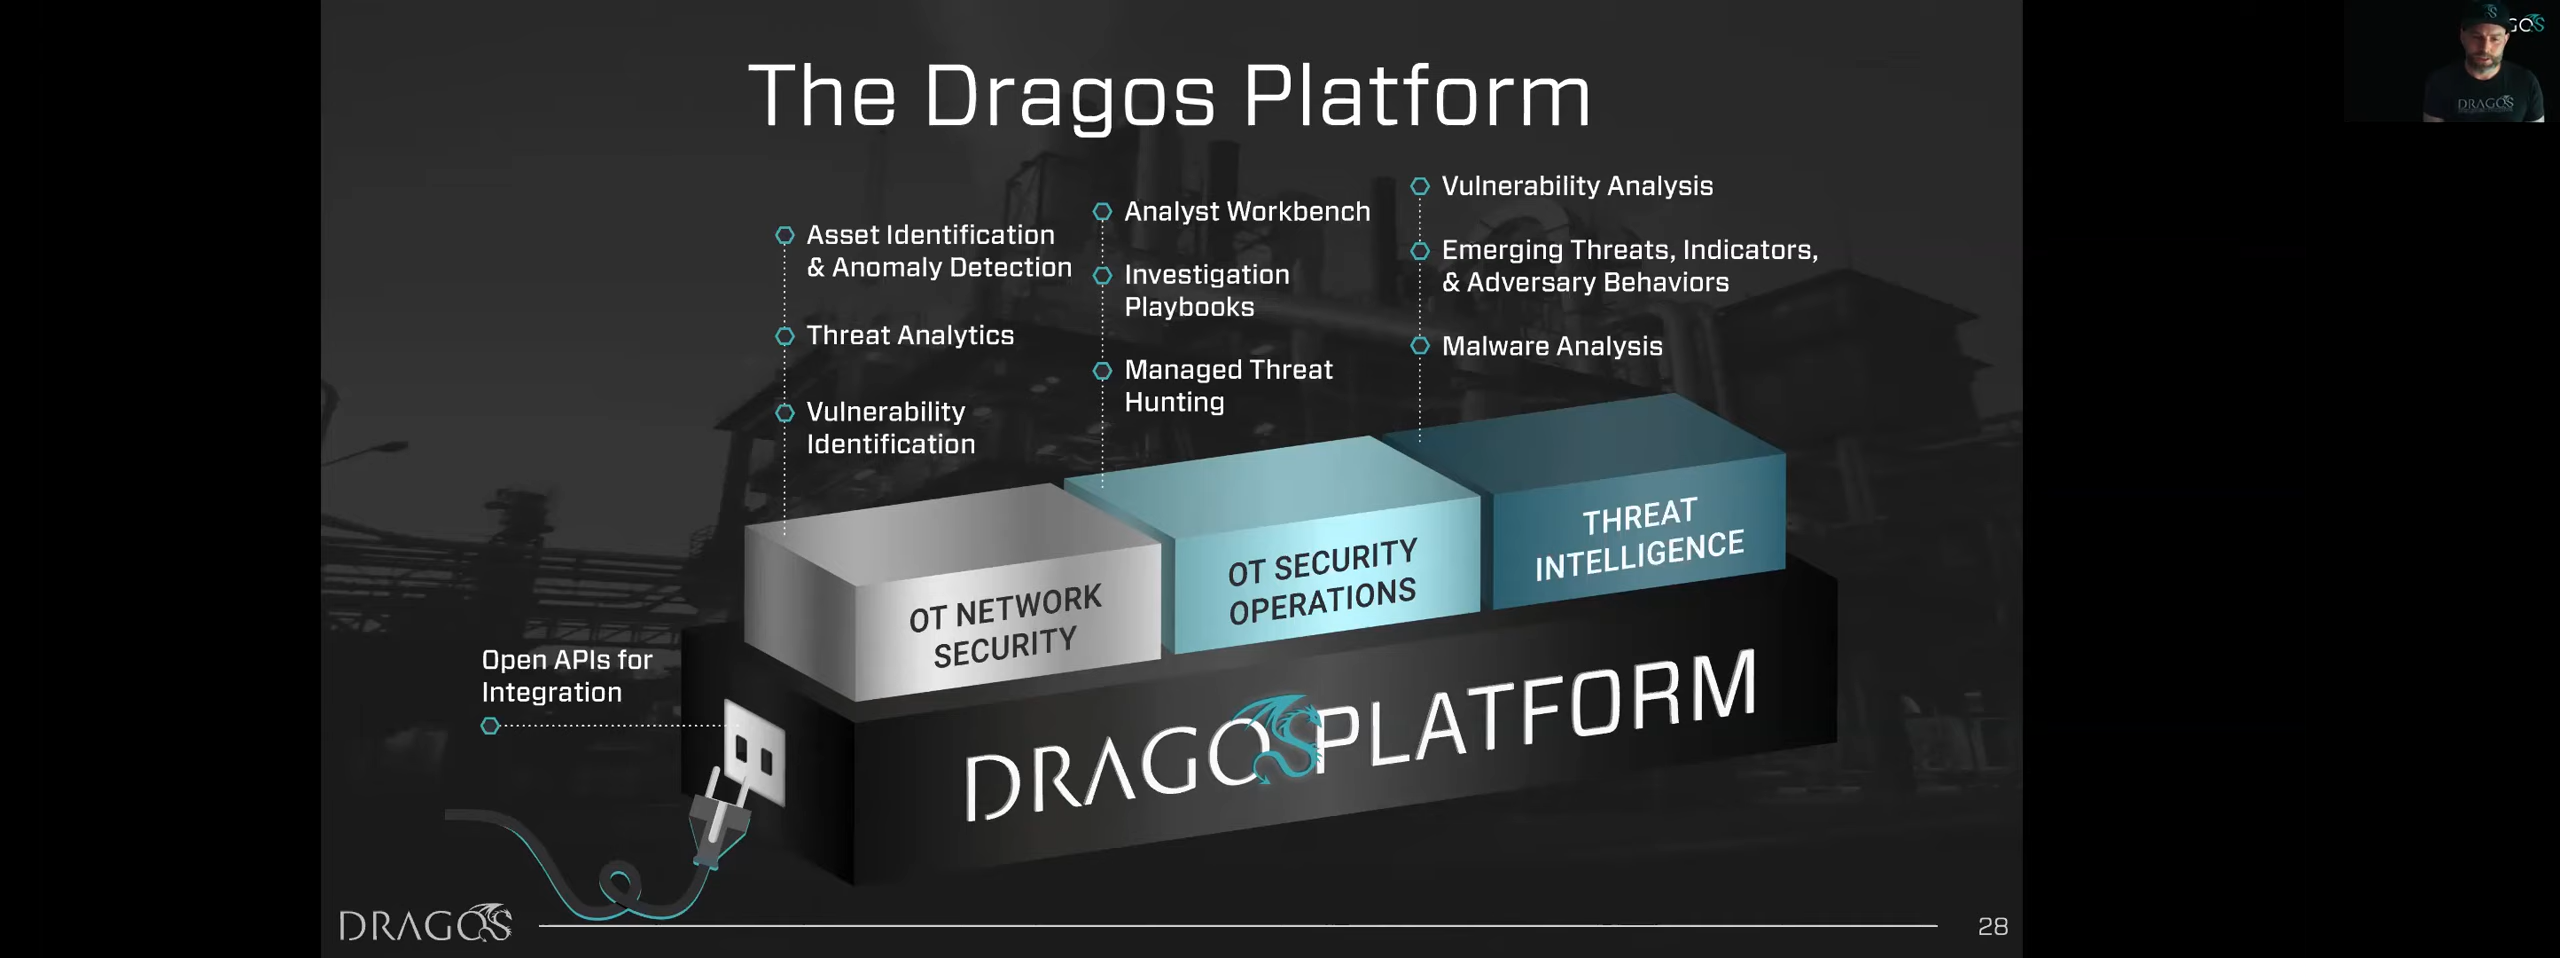 The Dragos Platform
Asset Identification
& Anomaly Detection
Threat Analytics
Vulnerability
Identification
Analyst Workbench
Investigation
Playbooks
Managed Threat
Hunting
Vulnerability Analysis
Emerging Threats, Indicators,
& Adversary Behaviors
Malware Analysis
OT NETWORK
SECURITY
OT SECURITY
OPERATIONS
THREAT
INTELLIGENCE
Open APIs for
Integration
DRAGOS PLATFORM
DRAGOS
28
GOS
DRAGOS